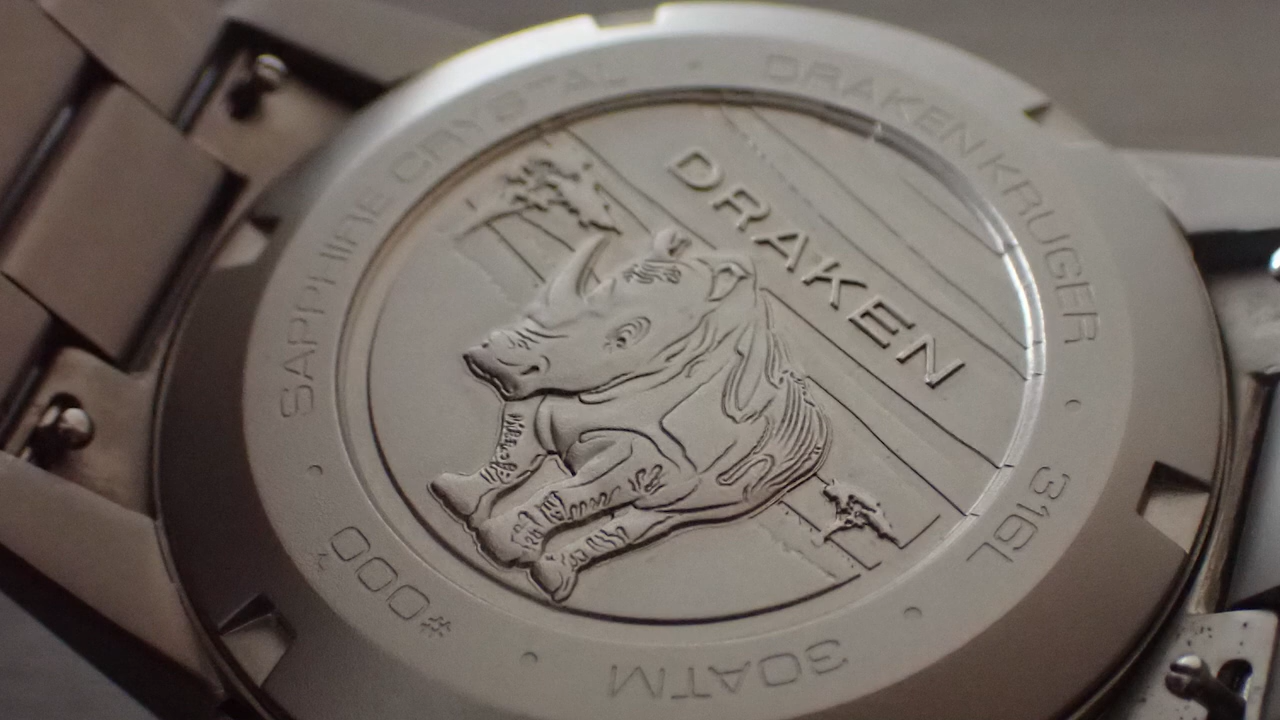 DRAKEN
SAPPHIRE CRYSTAL · DRAKEN KRUGER · 316L · 30ATM · #000 ·